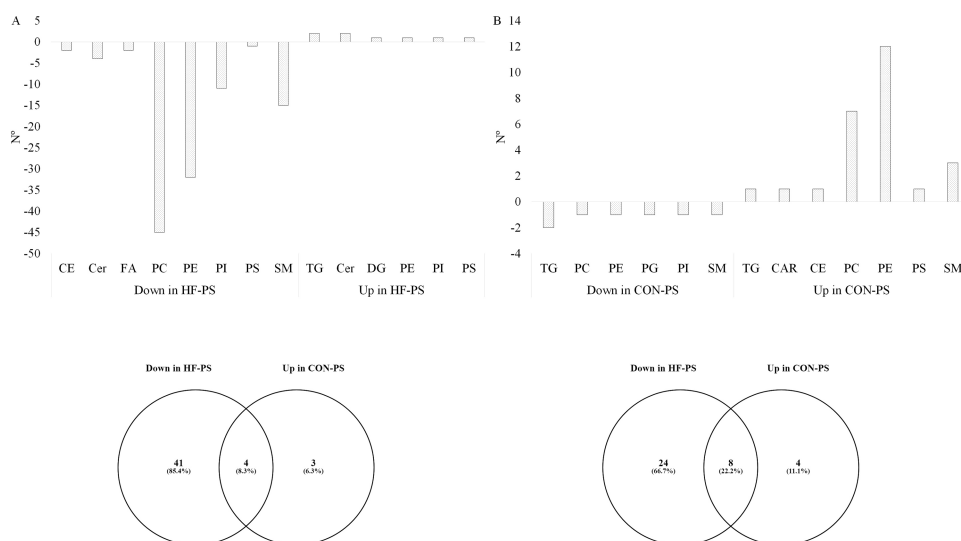 A
5
0
-5
-10
-15
-20
-25
-30
-35
-40
-45
-50
Nº
CE Cer FA PC PE PI PS SM TG Cer DG PE PI PS
Down in HF-PS Up in HF-PS
B
14
12
10
8
6
4
2
0
-2
-4
Nº
TG PC PE PG PI SM TG CAR CE PC PE PS SM
Down in CON-PS Up in CON-PS
Down in HF-PS Up in CON-PS
41 4 3
(85.4%) (8.3%) (6.3%)
Down in HF-PS Up in CON-PS
24 8 4
(66.7%) (22.2%) (11.1%)